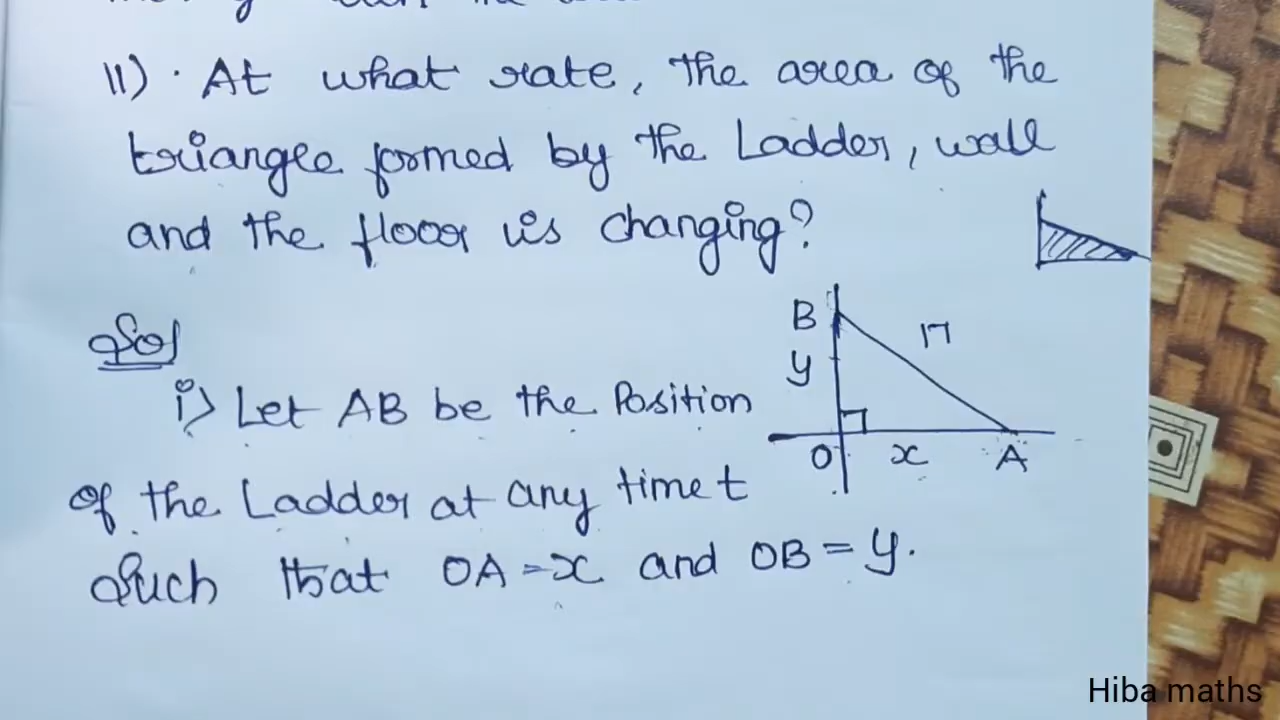 11) . At what rate, the area of the
triangle formed by the Ladder, wall
and the floor is changing?
Sol
i) Let AB be the Position
of the Ladder at any time t
Such that OA = x and OB = y.
B
17
y
O
x
A
Hiba maths